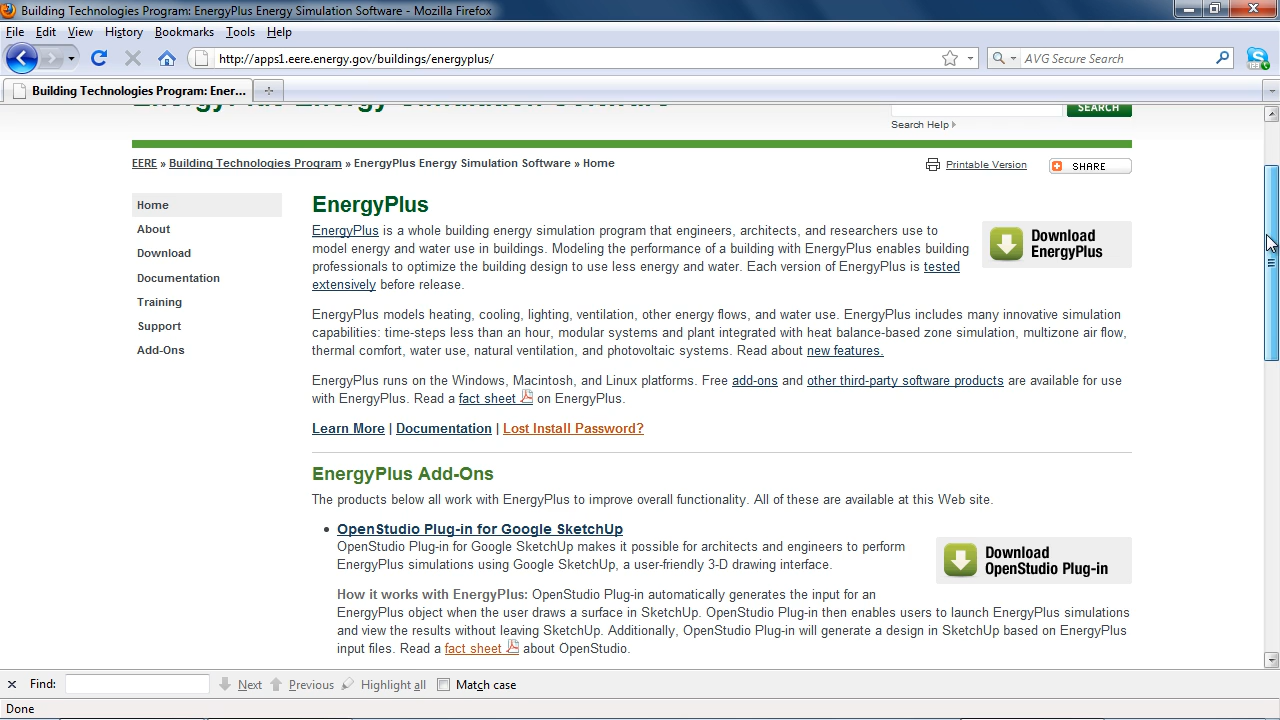 Building Technologies Program: EnergyPlus Energy Simulation Software - Mozilla Firefox
File Edit View History Bookmarks Tools Help
http://apps1.eere.energy.gov/buildings/energyplus/
AVG Secure Search
Building Technologies Program: Ener...
EnergyPlus Energy Simulation Software
SEARCH
Search Help
EERE » Building Technologies Program » EnergyPlus Energy Simulation Software » Home
Printable Version
SHARE
Home
About
Download
Documentation
Training
Support
Add-Ons
EnergyPlus
EnergyPlus is a whole building energy simulation program that engineers, architects, and researchers use to
model energy and water use in buildings. Modeling the performance of a building with EnergyPlus enables building
professionals to optimize the building design to use less energy and water. Each version of EnergyPlus is tested
extensively before release.
Download
EnergyPlus
EnergyPlus models heating, cooling, lighting, ventilation, other energy flows, and water use. EnergyPlus includes many innovative simulation
capabilities: time-steps less than an hour, modular systems and plant integrated with heat balance-based zone simulation, multizone air flow,
thermal comfort, water use, natural ventilation, and photovoltaic systems. Read about new features.
EnergyPlus runs on the Windows, Macintosh, and Linux platforms. Free add-ons and other third-party software products are available for use
with EnergyPlus. Read a fact sheet on EnergyPlus.
Learn More | Documentation | Lost Install Password?
EnergyPlus Add-Ons
The products below all work with EnergyPlus to improve overall functionality. All of these are available at this Web site.
• OpenStudio Plug-in for Google SketchUp
OpenStudio Plug-in for Google SketchUp makes it possible for architects and engineers to perform
EnergyPlus simulations using Google SketchUp, a user-friendly 3-D drawing interface.
Download
OpenStudio Plug-in
How it works with EnergyPlus: OpenStudio Plug-in automatically generates the input for an
EnergyPlus object when the user draws a surface in SketchUp. OpenStudio Plug-in then enables users to launch EnergyPlus simulations
and view the results without leaving SketchUp. Additionally, OpenStudio Plug-in will generate a design in SketchUp based on EnergyPlus
input files. Read a fact sheet about OpenStudio.
Find: Next Previous Highlight all Match case
Done